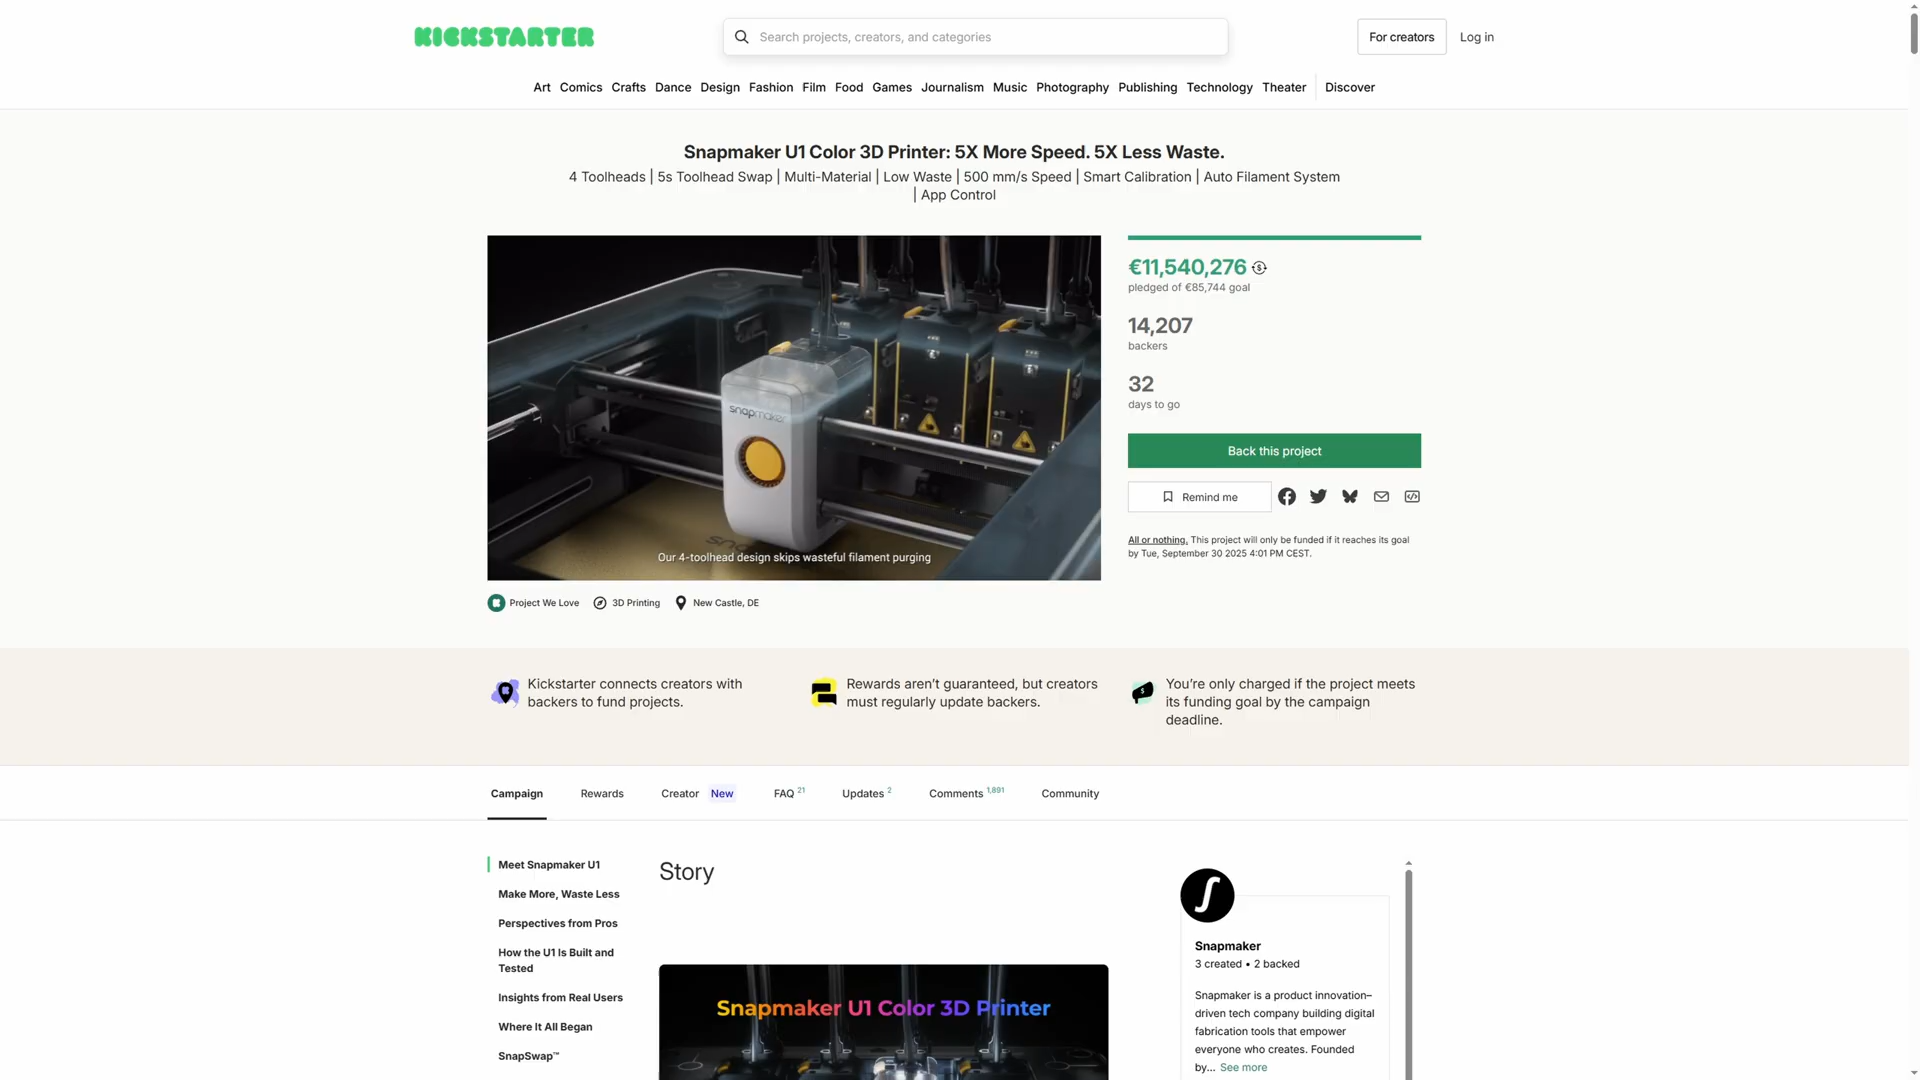 KICKSTARTER
Search projects, creators, and categories
For creators
Log in
Art Comics Crafts Dance Design Fashion Film Food Games Journalism Music Photography Publishing Technology Theater Discover
Snapmaker U1 Color 3D Printer: 5X More Speed. 5X Less Waste.
4 Toolheads | 5s Toolhead Swap | Multi-Material | Low Waste | 500 mm/s Speed | Smart Calibration | Auto Filament System
| App Control
snapmaker
Our 4-toolhead design skips wasteful filament purging
€11,540,276
pledged of €85,744 goal
14,207
backers
32
days to go
Back this project
Remind me
All or nothing. This project will only be funded if it reaches its goal
by Tue, September 30 2025 4:01 PM CEST.
Project We Love
3D Printing
New Castle, DE
Kickstarter connects creators with
backers to fund projects.
Rewards aren’t guaranteed, but creators
must regularly update backers.
You’re only charged if the project meets
its funding goal by the campaign
deadline.
Campaign Rewards Creator New FAQ 21 Updates 2 Comments 1,891 Community
Meet Snapmaker U1
Make More, Waste Less
Perspectives from Pros
How the U1 Is Built and
Tested
Insights from Real Users
Where It All Began
SnapSwap™
Story
Snapmaker U1 Color 3D Printer
Snapmaker
3 created • 2 backed
Snapmaker is a product innovation–
driven tech company building digital
fabrication tools that empower
everyone who creates. Founded
by... See more